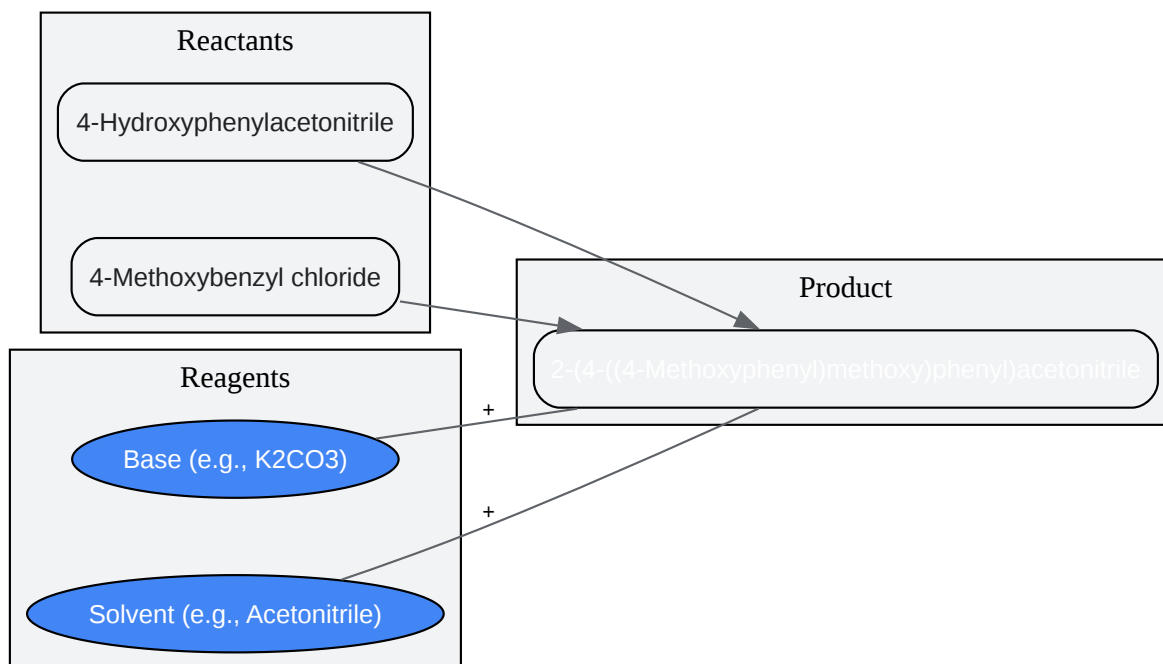 Reactants
4-Hydroxyphenylacetonitrile
4-Methoxybenzyl chloride
Product
2-(4-((4-Methoxyphenyl)methoxy)phenyl)acetonitrile
Reagents
+
Base (e.g., K2CO3)
+
Solvent (e.g., Acetonitrile)